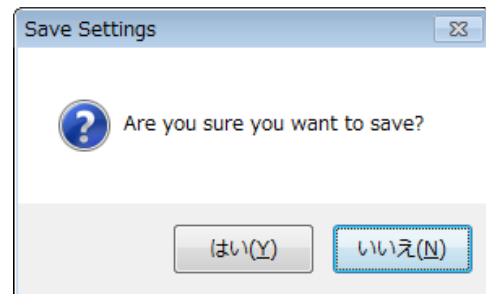 Save Settings
Are you sure you want to save?
はい(Y)
いいえ(N)